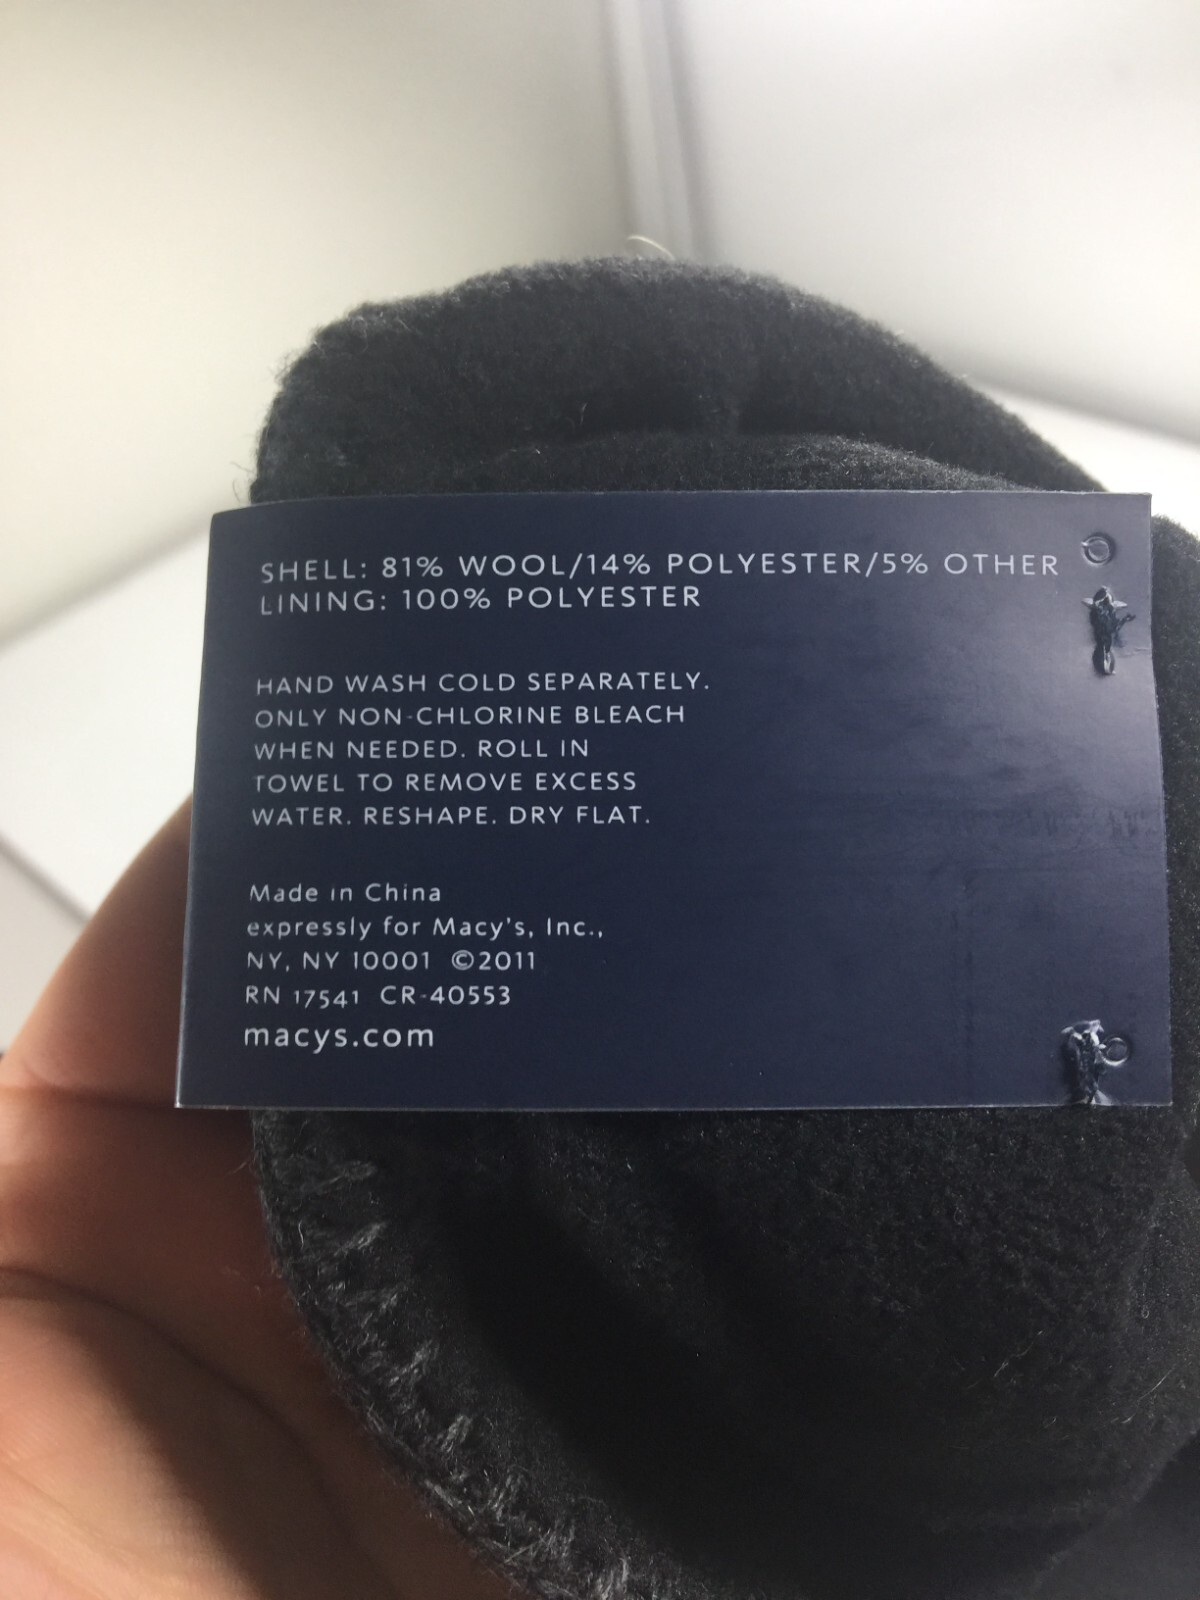 SHELL: 81% WOOL/14% POLYESTER/5% OTHER
LINING: 100% POLYESTER
HAND WASH COLD SEPARATELY.
ONLY NON-CHLORINE BLEACH
WHEN NEEDED. ROLL IN
TOWEL TO REMOVE EXCESS
WATER. RESHAPE. DRY FLAT.
Made in China
expressly for Macy's, Inc.,
NY, NY 10001 ©2011
RN 17541 CR-40553
macys.com